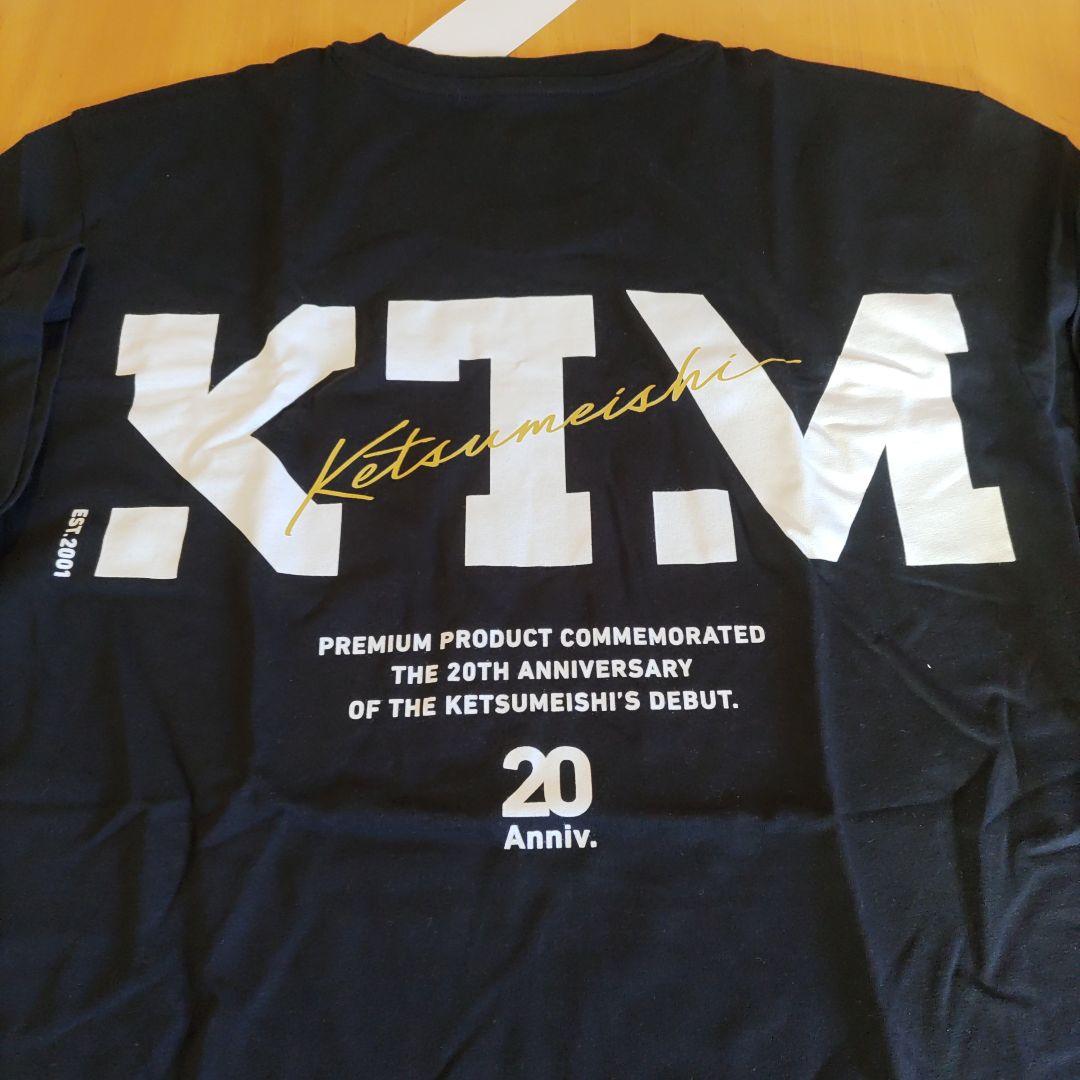 KTM
Ketsumeishi
EST.2001
PREMIUM PRODUCT COMMEMORATED
THE 20TH ANNIVERSARY
OF THE KETSUMEISHI'S DEBUT.
20
Anniv.